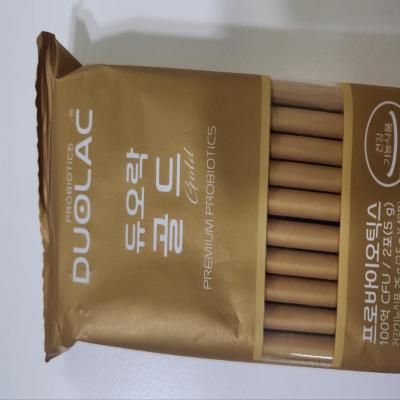 PROBIOTICS
DUOLAC®
듀오락
골드
Gold
PREMIUM PROBIOTICS
건강
기능식품
프로바이오틱스
100억 CFU / 2포(5 g)